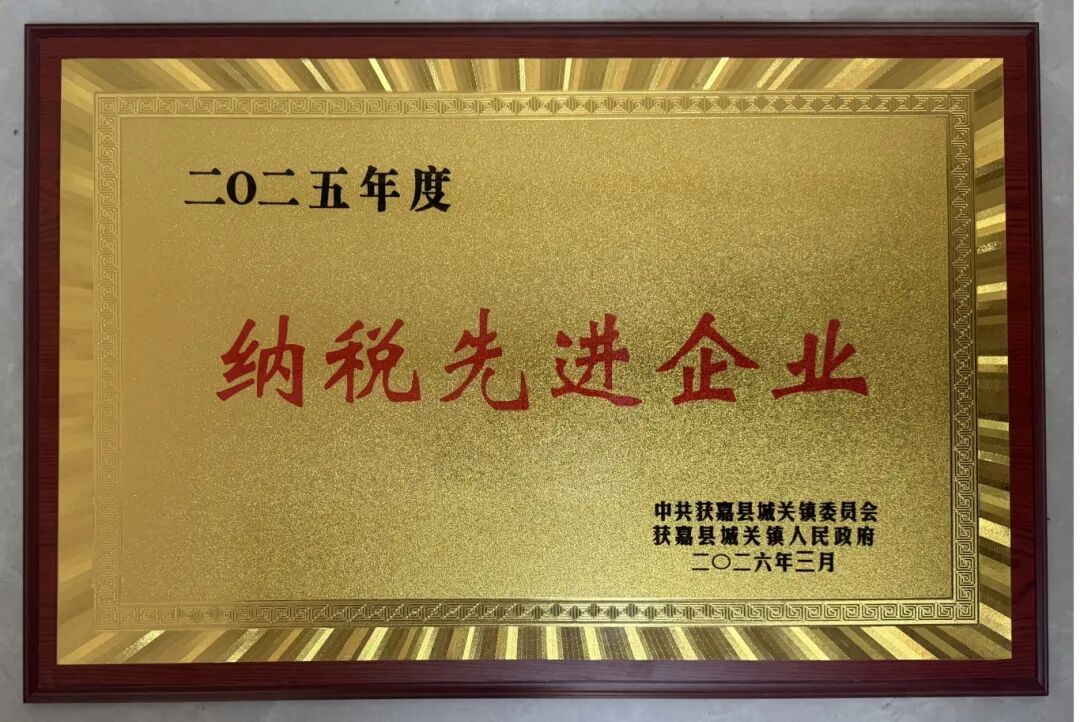 二〇二五年度
纳税先进企业
中共获嘉县城关镇委员会
获嘉县城关镇人民政府
二〇二六年三月